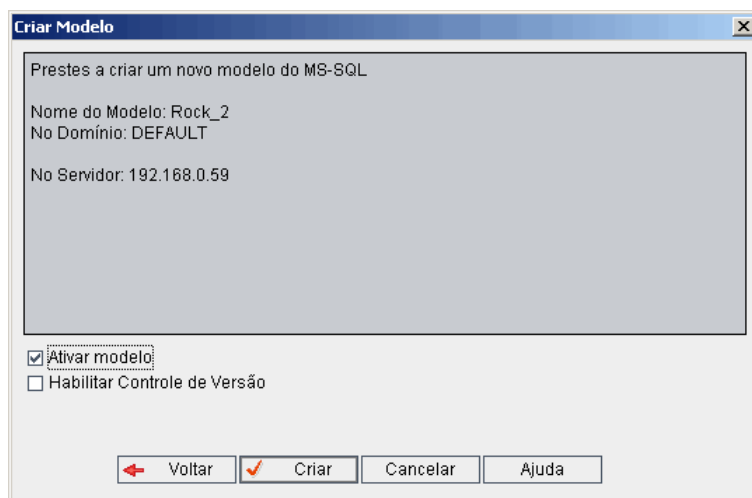 Criar Modelo
Prestes a criar um novo modelo do MS-SQL
Nome do Modelo: Rock_2
No Domínio: DEFAULT
No Servidor: 192.168.0.59
Ativar modelo
Habilitar Controle de Versão
Voltar Criar Cancelar Ajuda